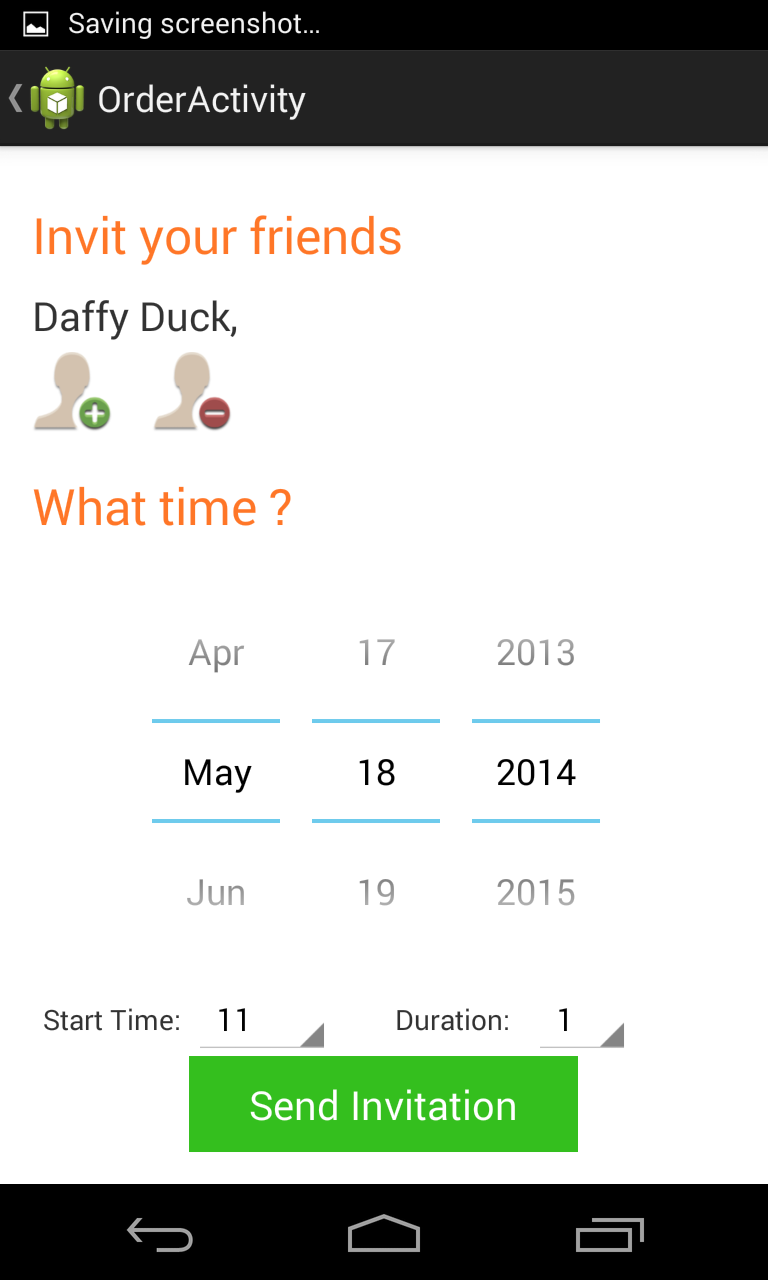 Saving screenshot...
OrderActivity
Invit your friends
Daffy Duck,
What time ?
Apr 17 2013
May 18 2014
Jun 19 2015
Start Time: 11 Duration: 1
Send Invitation